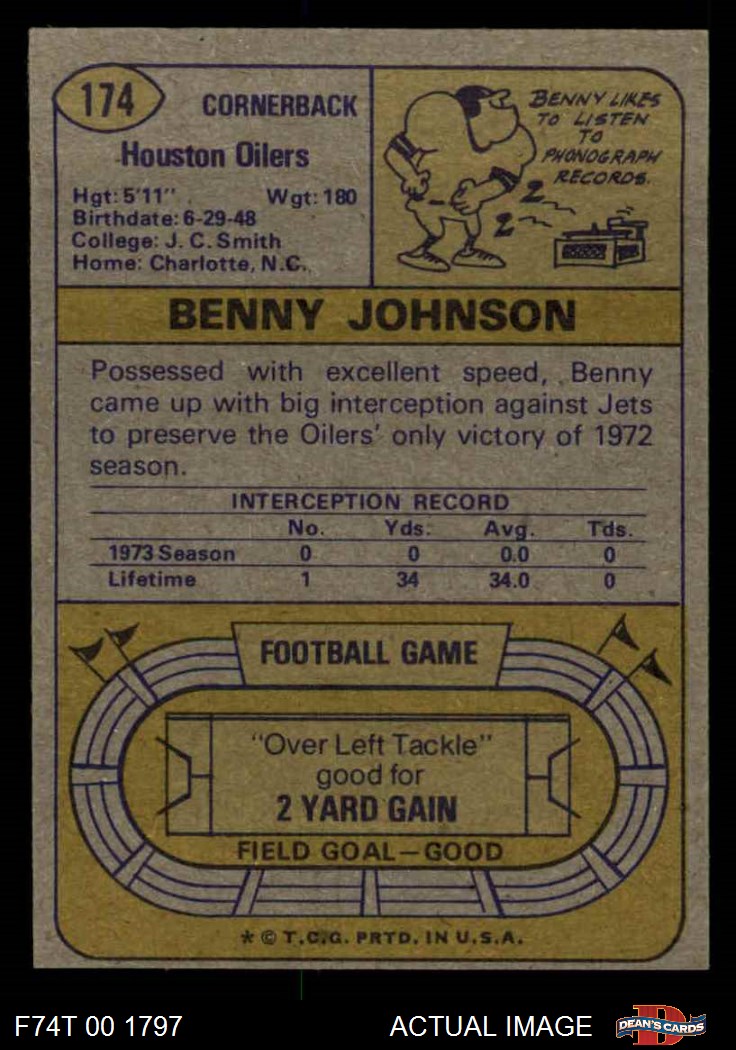 174
CORNERBACK
Houston Oilers
Hgt: 5'11" Wgt: 180
Birthdate: 6-29-48
College: J. C. Smith
Home: Charlotte, N.C.
BENNY LIKES
TO LISTEN
TO
PHONOGRAPH
RECORDS.
BENNY JOHNSON
Possessed with excellent speed, Benny
came up with big interception against Jets
to preserve the Oilers' only victory of 1972
season.
INTERCEPTION RECORD
No. Yds. Avg. Tds.
1973 Season 0 0 0.0 0
Lifetime 1 34 34.0 0
FOOTBALL GAME
"Over Left Tackle"
good for
2 YARD GAIN
FIELD GOAL—GOOD
* © T.C.G. PRTD. IN U.S.A.
F74T 00 1797 ACTUAL IMAGE
DEAN'S CARDS